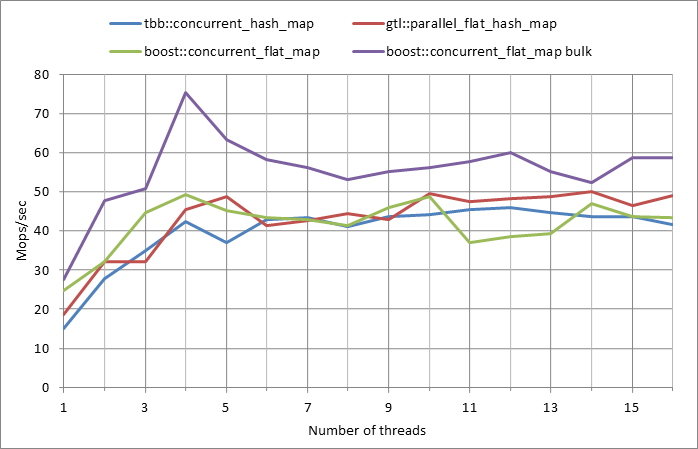 tbb::concurrent_hash_map gtl::parallel_flat_hash_map
boost::concurrent_flat_map boost::concurrent_flat_map bulk
80
70
60
50
40
30
20
10
0
Mops/sec
1 3 5 7 9 11 13 15
Number of threads